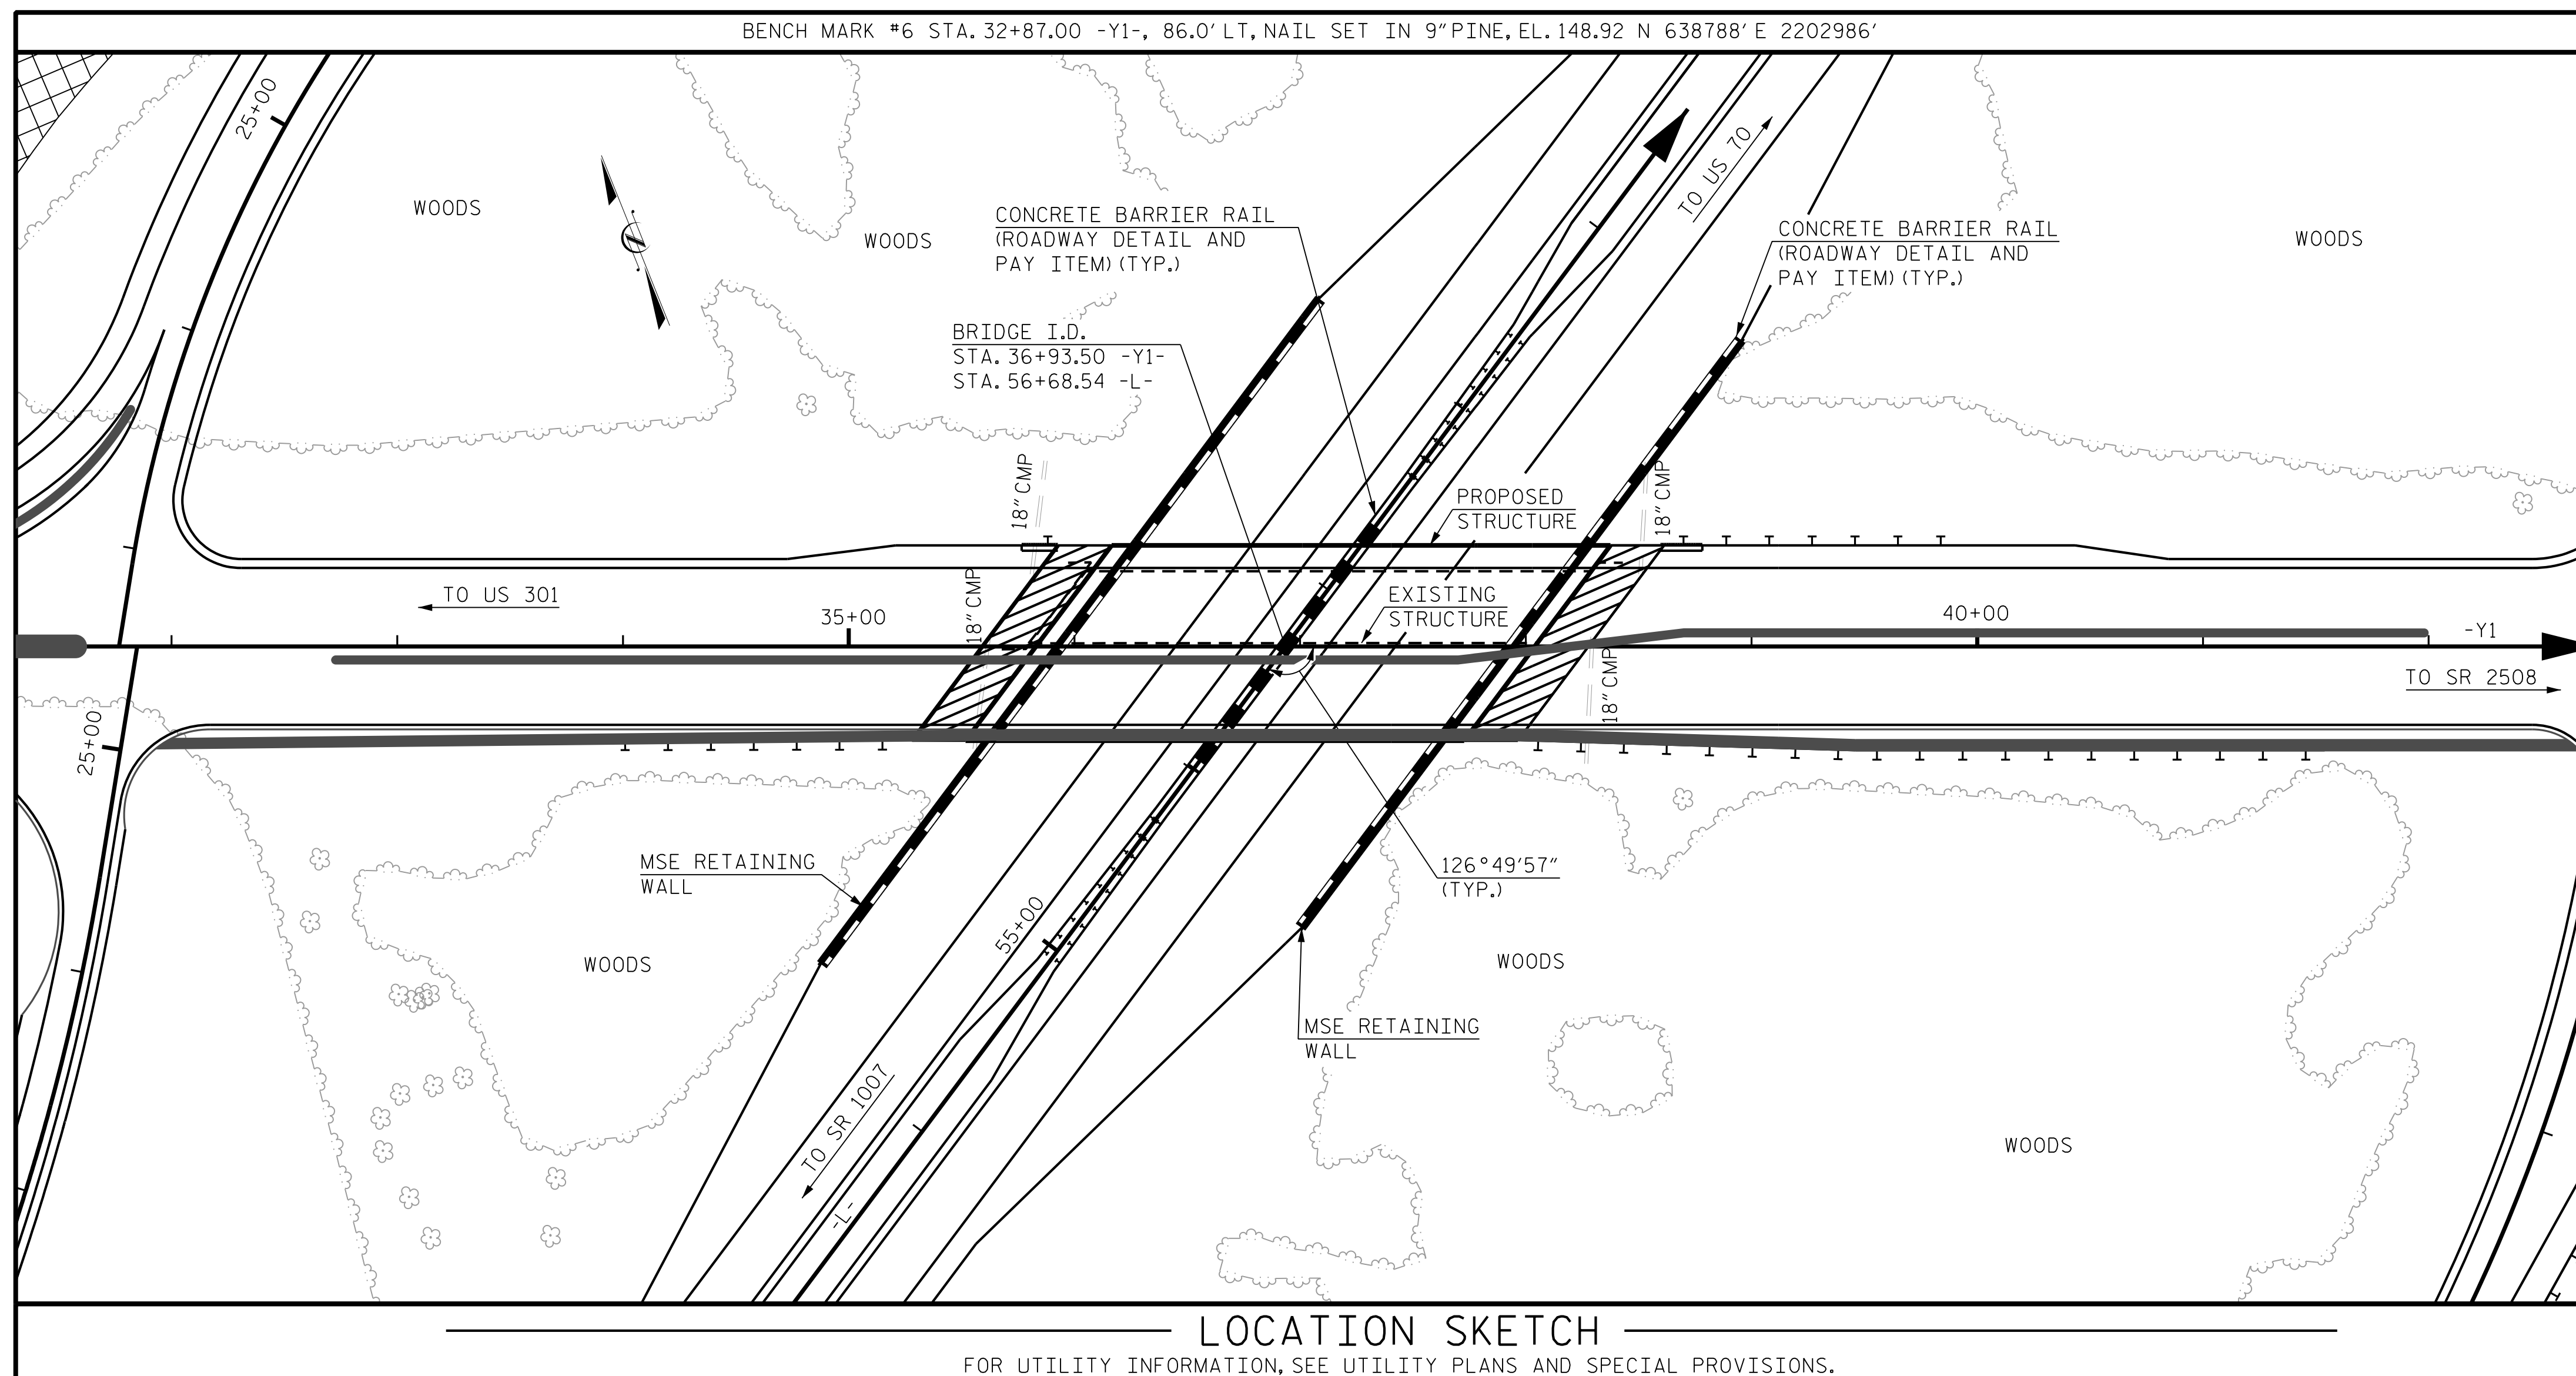 BENCH MARK #6 STA. 32+87.00 -Y1-, 86.0' LT, NAIL SET IN 9" PINE, EL. 148.92 N 638788' E 2202986'
25+00
WOODS
WOODS
CONCRETE BARRIER RAIL
(ROADWAY DETAIL AND
PAY ITEM) (TYP.)
TO US 70
CONCRETE BARRIER RAIL
(ROADWAY DETAIL AND
PAY ITEM) (TYP.)
WOODS
BRIDGE I.D.
STA. 36+93.50 -Y1-
STA. 56+68.54 -L-
18" CMP
PROPOSED
STRUCTURE
18" CMP
TO US 301
18" CMP
35+00
EXISTING
STRUCTURE
40+00
-Y1
TO SR 2508
18" CMP
25+00
MSE RETAINING
WALL
126°49'57"
(TYP.)
55+00
WOODS
WOODS
MSE RETAINING
WALL
TO SR 1007
-L-
WOODS
LOCATION SKETCH
FOR UTILITY INFORMATION, SEE UTILITY PLANS AND SPECIAL PROVISIONS.